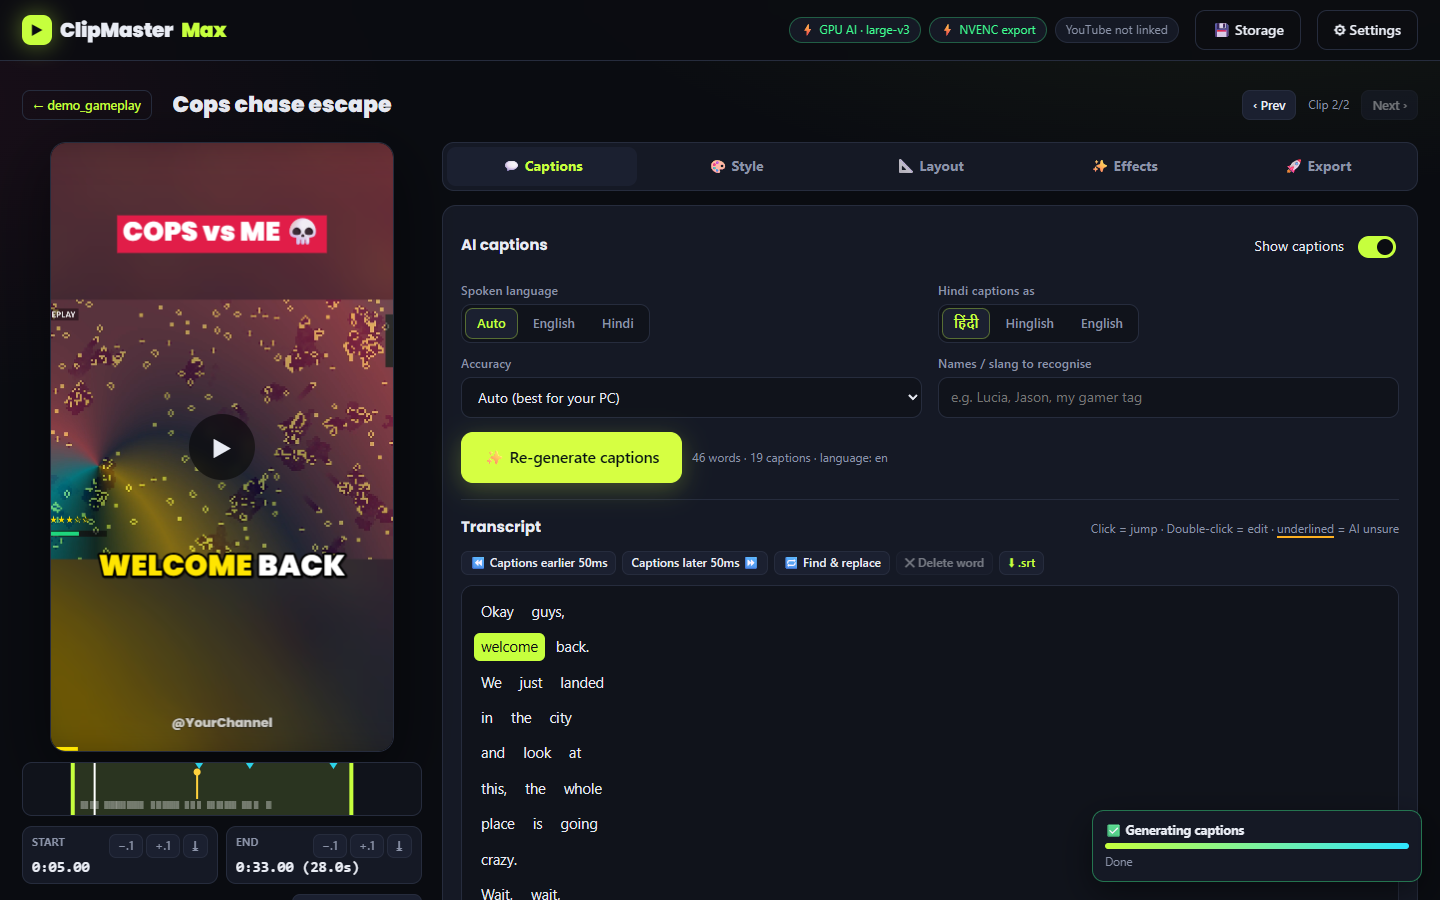 ClipMaster Max
GPU AI · large-v3
NVENC export
YouTube not linked
Storage
Settings
← demo_gameplay
Cops chase escape
‹ Prev
Clip 2/2
Next ›
COPS vs ME 💀
EPLAY
WELCOME BACK
@YourChannel
START
−.1
+.1
⤓
0:05.00
END
−.1
+.1
⤓
0:33.00 (28.0s)
Captions
Style
Layout
Effects
Export
AI captions
Show captions
Spoken language
Auto
English
Hindi
Hindi captions as
हिंदी
Hinglish
English
Accuracy
Auto (best for your PC)
Names / slang to recognise
e.g. Lucia, Jason, my gamer tag
✨ Re-generate captions
46 words · 19 captions · language: en
Transcript
Click = jump · Double-click = edit · underlined = AI unsure
⏪ Captions earlier 50ms
Captions later 50ms ⏩
🔁 Find & replace
✕ Delete word
⬇ .srt
Okay guys,
welcome back.
We just landed
in the city
and look at
this, the whole
place is going
crazy.
Wait, wait,
✅ Generating captions
Done